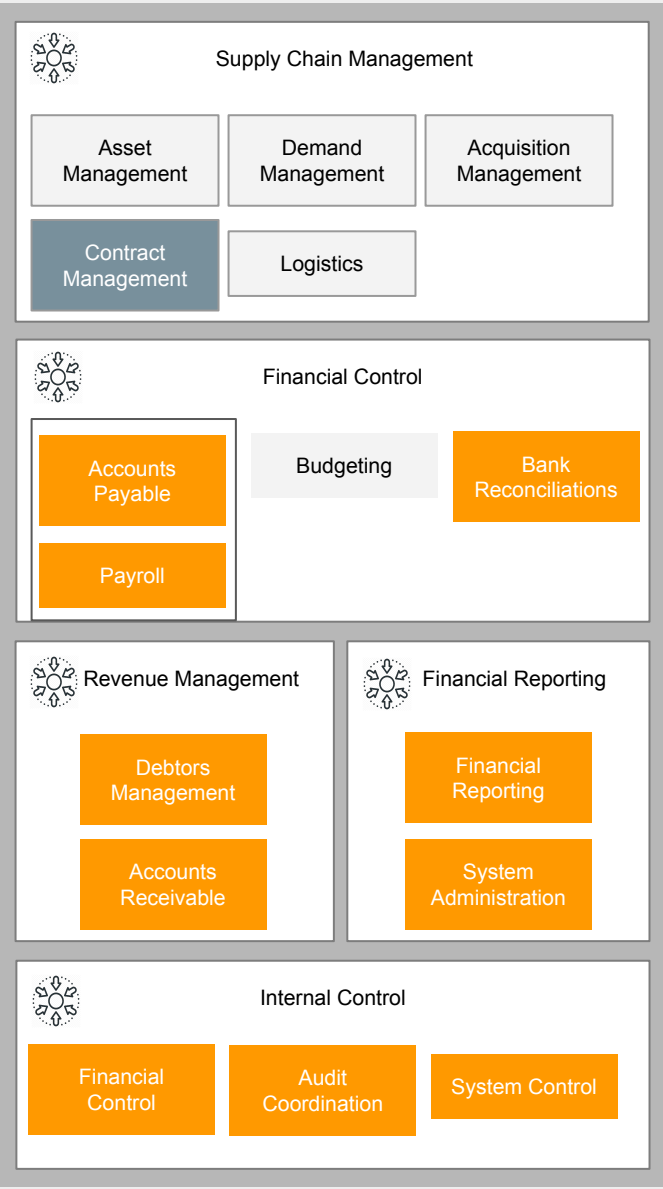 Supply Chain Management
Asset
Management
Demand
Management
Acquisition
Management
Contract
Management
Logistics
Financial Control
Accounts
Payable
Payroll
Budgeting
Bank
Reconciliations
Revenue Management
Debtors
Management
Accounts
Receivable
Financial Reporting
Financial
Reporting
System
Administration
Internal Control
Financial
Control
Audit
Coordination
System Control